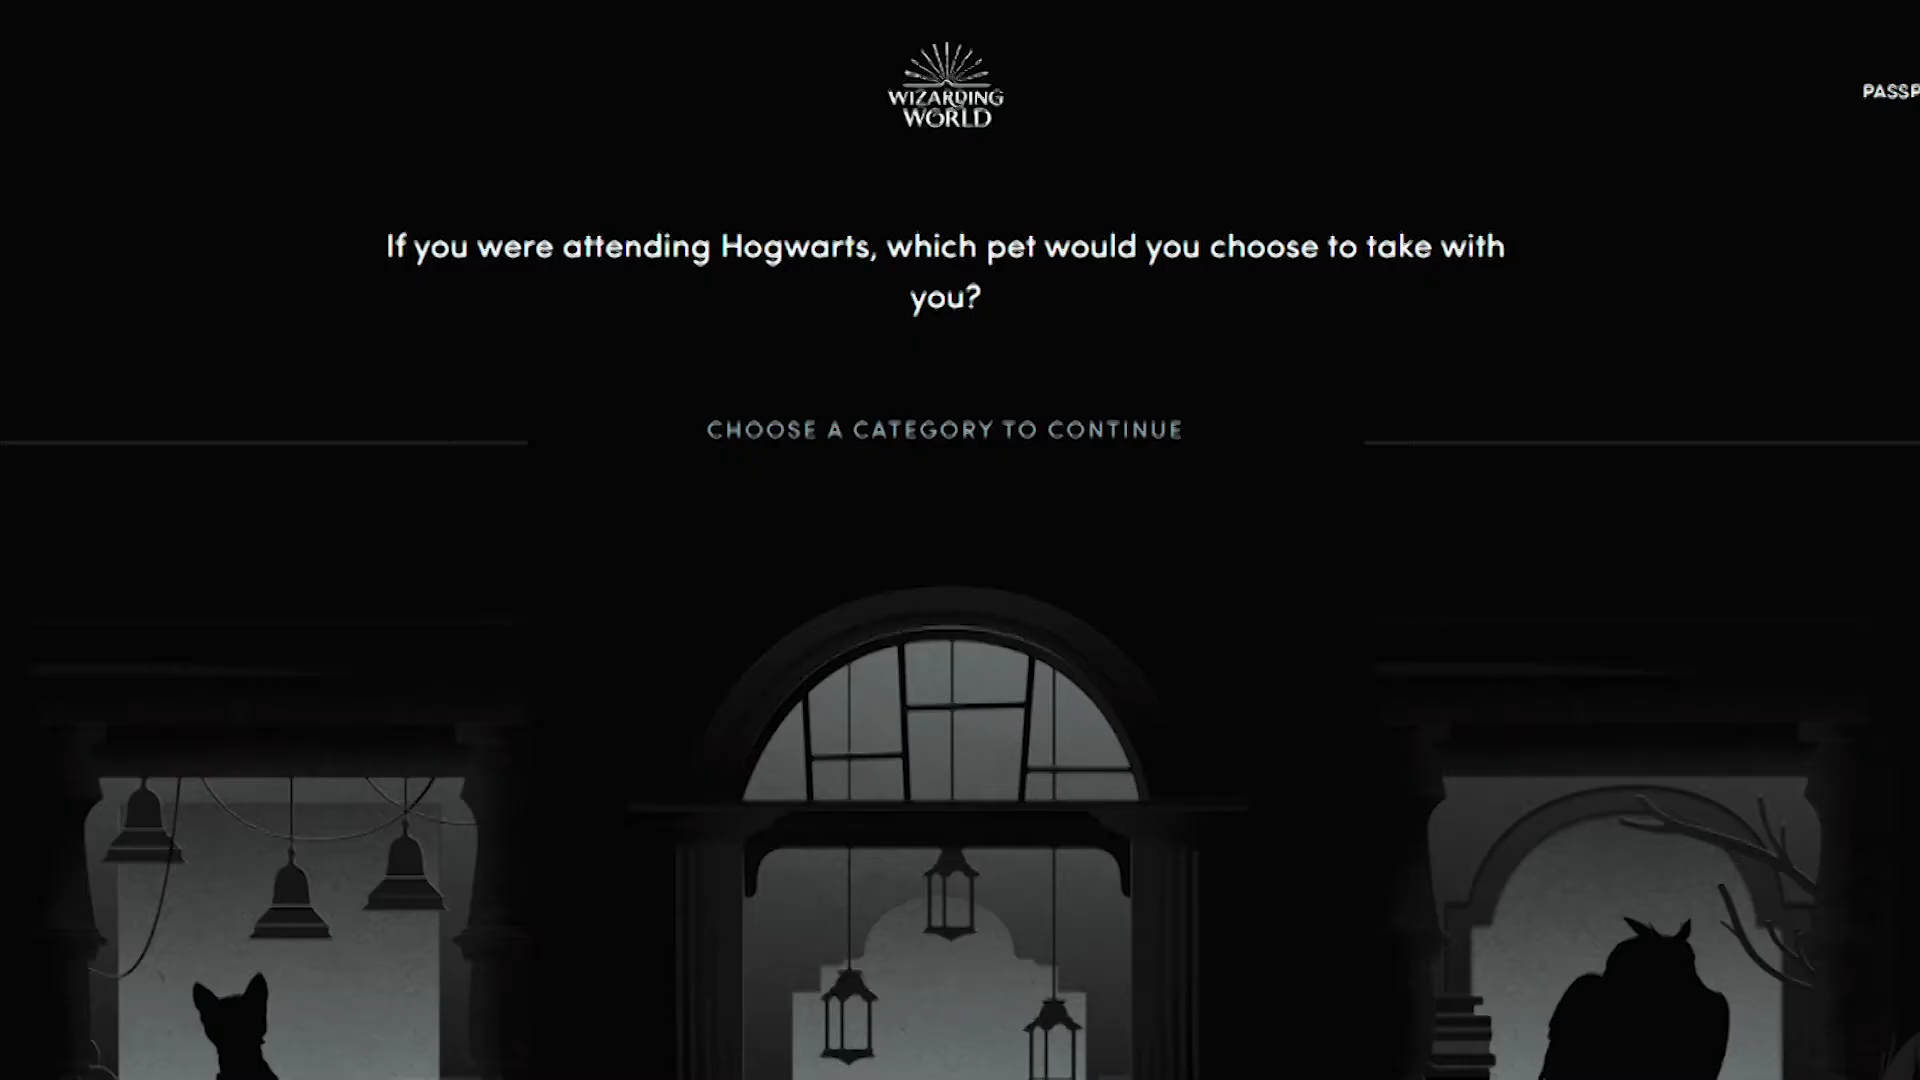 WIZARDING
WORLD
PASSP
If you were attending Hogwarts, which pet would you choose to take with
you?
CHOOSE A CATEGORY TO CONTINUE